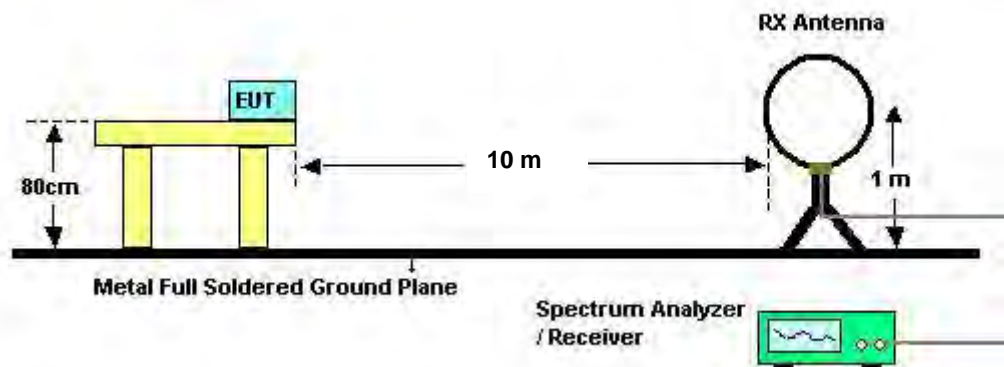 RX Antenna
EUT
80cm
10 m
1 m
Metal Full Soldered Ground Plane
Spectrum Analyzer
/ Receiver